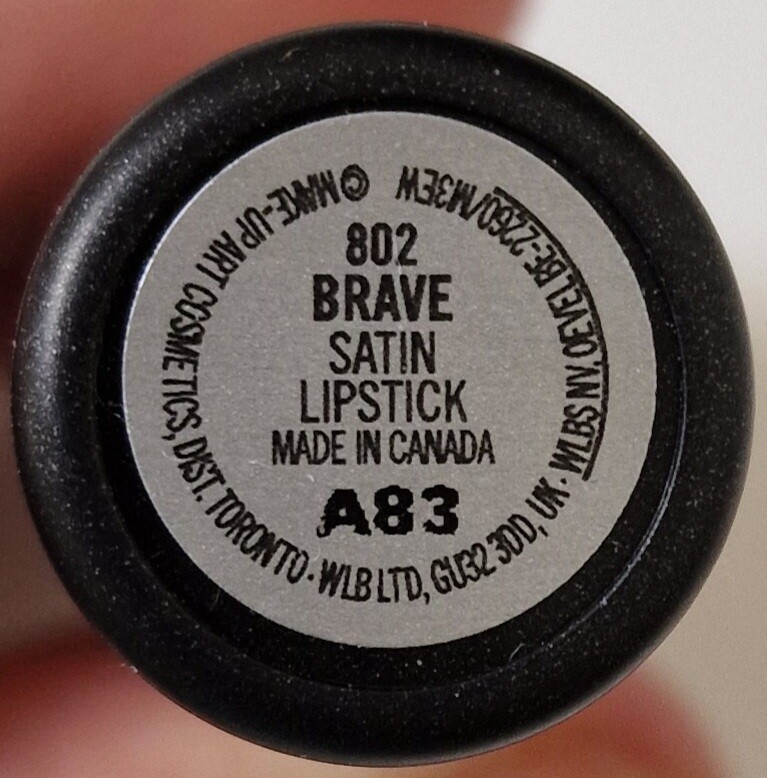 802
BRAVE
SATIN
LIPSTICK
MADE IN CANADA
A83
© MAKE-UP ART COSMETICS, DIST. TORONTO · WLB LTD, GU32 3DD, UK · WLBS NV, OEVEL BE-2260/M3EW